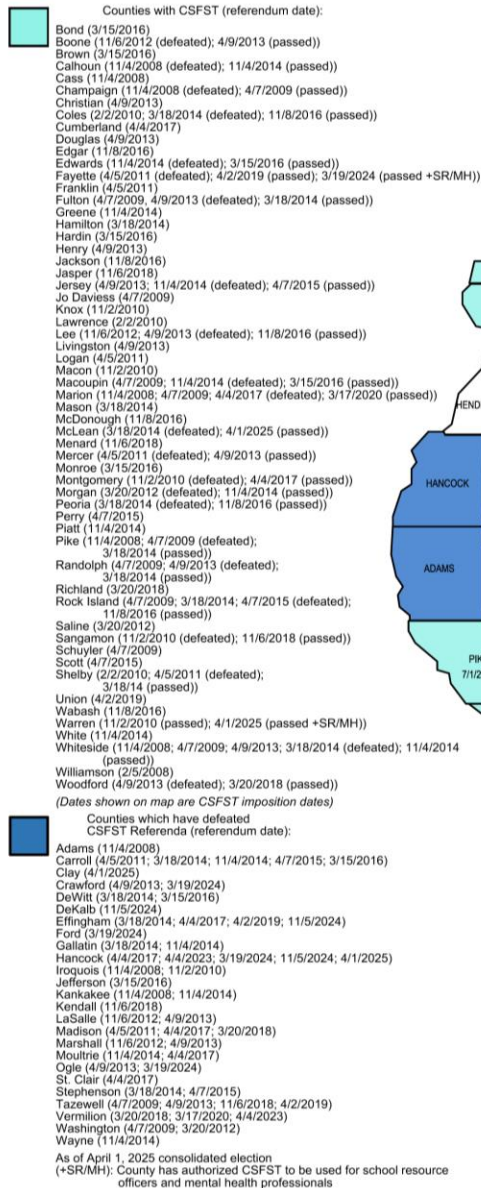 Counties with CSFST (referendum date):
Bond (3/15/2016)
Boone (11/6/2012 (defeated); 4/9/2013 (passed))
Brown (3/15/2016)
Calhoun (11/4/2008 (defeated); 11/4/2014 (passed))
Cass (11/4/2008)
Champaign (11/4/2008 (defeated); 4/7/2009 (passed))
Christian (4/9/2013)
Coles (2/2/2010; 3/18/2014 (defeated); 11/8/2016 (passed))
Cumberland (4/4/2017)
Douglas (4/9/2013)
Edgar (11/8/2016)
Edwards (11/4/2014 (defeated); 3/15/2016 (passed))
Fayette (4/5/2011 (defeated); 4/2/2019 (passed); 3/19/2024 (passed +SR/MH))
Franklin (4/5/2011)
Fulton (4/7/2009, 4/9/2013 (defeated); 3/18/2014 (passed))
Greene (11/4/2014)
Hamilton (3/18/2014)
Hardin (3/15/2016)
Henry (4/9/2013)
Jackson (11/8/2016)
Jasper (11/6/2018)
Jersey (4/9/2013; 11/4/2014 (defeated); 4/7/2015 (passed))
Jo Daviess (4/7/2009)
Knox (11/2/2010)
Lawrence (2/2/2010)
Lee (11/6/2012; 4/9/2013 (defeated); 11/8/2016 (passed))
Livingston (4/9/2013)
Logan (4/5/2011)
Macon (11/2/2010)
Macoupin (4/7/2009; 11/4/2014 (defeated); 3/15/2016 (passed))
Marion (11/4/2008; 4/7/2009; 4/4/2017 (defeated); 3/17/2020 (passed))
Mason (3/18/2014)
McDonough (11/8/2016)
McLean (3/18/2014 (defeated); 4/1/2025 (passed))
Menard (11/6/2018)
Mercer (4/5/2011 (defeated); 4/9/2013 (passed))
Monroe (3/15/2016)
Montgomery (11/2/2010 (defeated); 4/4/2017 (passed))
Morgan (3/20/2012 (defeated); 11/4/2014 (passed))
Peoria (3/18/2014 (defeated); 11/8/2016 (passed))
Perry (4/7/2015)
Piatt (11/4/2014)
Pike (11/4/2008; 4/7/2009 (defeated);
3/18/2014 (passed))
Randolph (4/7/2009; 4/9/2013 (defeated);
3/18/2014 (passed))
Richland (3/20/2018)
Rock Island (4/7/2009; 3/18/2014; 4/7/2015 (defeated);
11/8/2016 (passed))
Saline (3/20/2012)
Sangamon (11/2/2010 (defeated); 11/6/2018 (passed))
Schuyler (4/7/2009)
Scott (4/7/2015)
Shelby (2/2/2010; 4/5/2011 (defeated);
3/18/14 (passed))
Union (4/2/2019)
Wabash (11/8/2016)
Warren (11/2/2010 (passed); 4/1/2025 (passed +SR/MH))
White (11/4/2014)
Whiteside (11/4/2008; 4/7/2009; 4/9/2013; 3/18/2014 (defeated); 11/4/2014
(passed))
Williamson (2/5/2008)
Woodford (4/9/2013 (defeated); 3/20/2018 (passed))
(Dates shown on map are CSFST imposition dates)
Counties which have defeated
CSFST Referenda (referendum date):
Adams (11/4/2008)
Carroll (4/5/2011; 3/18/2014; 11/4/2014; 4/7/2015; 3/15/2016)
Clay (4/1/2025)
Crawford (4/9/2013; 3/19/2024)
DeWitt (3/18/2014; 3/15/2016)
DeKalb (11/5/2024)
Effingham (3/18/2014; 4/4/2017; 4/2/2019; 11/5/2024)
Ford (3/19/2024)
Gallatin (3/18/2014; 11/4/2014)
Hancock (4/4/2017; 4/4/2023; 3/19/2024; 11/5/2024; 4/1/2025)
Iroquois (11/4/2008; 11/2/2010)
Jefferson (3/15/2016)
Kankakee (11/4/2008; 11/4/2014)
Kendall (11/6/2018)
LaSalle (11/6/2012; 4/9/2013)
Madison (4/5/2011; 4/4/2017; 3/20/2018)
Marshall (11/6/2012; 4/9/2013)
Moultrie (11/4/2014; 4/4/2017)
Ogle (4/9/2013; 3/19/2024)
St. Clair (4/4/2017)
Stephenson (3/18/2014; 4/7/2015)
Tazewell (4/7/2009; 4/9/2013; 11/6/2018; 4/2/2019)
Vermilion (3/20/2018; 3/17/2020; 4/4/2023)
Washington (4/7/2009; 3/20/2012)
Wayne (11/4/2014)
As of April 1, 2025 consolidated election
(+SR/MH): County has authorized CSFST to be used for school resource
officers and mental health professionals
HEND
HANCOCK
ADAMS
PIK
7/1/2